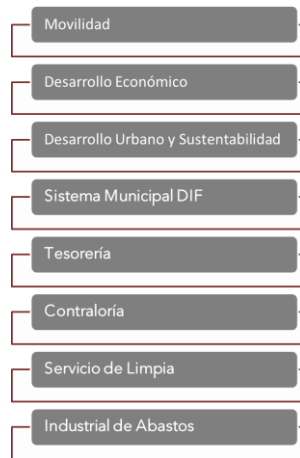 Movilidad
Desarrollo Económico
Desarrollo Urbano y Sustentabilidad
Sistema Municipal DIF
Tesorería
Contraloría
Servicio de Limpia
Industrial de Abastos